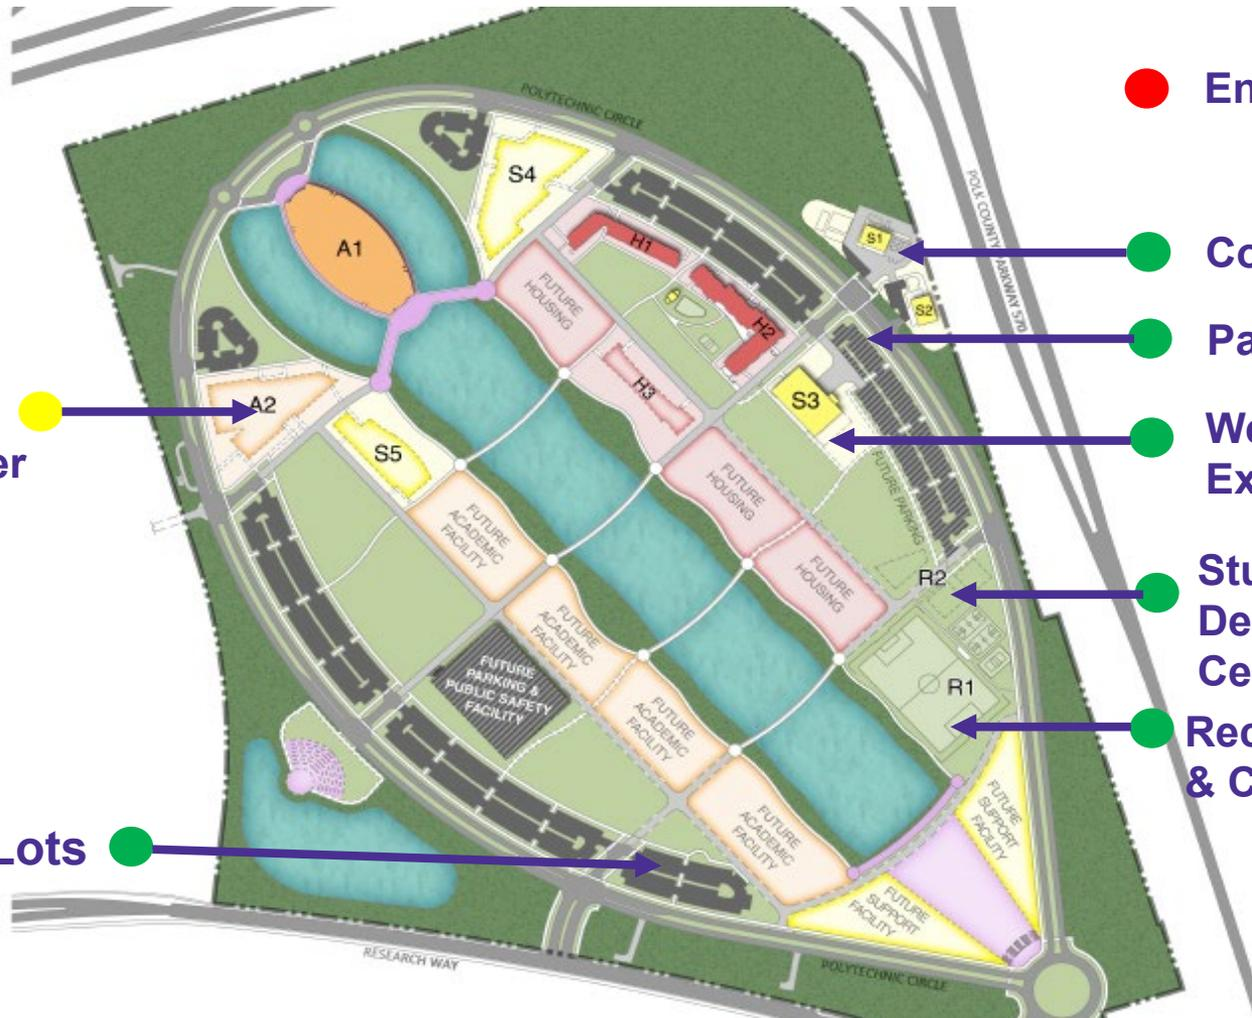 POLYTECHNIC CIRCLE
En
S4
POLK COUNTY PARKWAY 570
A1
H1
S1
Co
FUTURE
HOUSING
H2
S2
Pa
H3
A2
S3
We
Ex
er
S5
FUTURE
HOUSING
FUTURE PARKING
FUTURE
ACADEMIC
FACILITY
FUTURE
HOUSING
R2
Stu
De
Ce
FUTURE
ACADEMIC
FACILITY
FUTURE
PARKING &
PUBLIC SAFETY
FACILITY
R1
FUTURE
ACADEMIC
FACILITY
Rec
& C
FUTURE
SUPPORT
FACILITY
FUTURE
ACADEMIC
FACILITY
Lots
FUTURE
SUPPORT
FACILITY
RESEARCH WAY
POLYTECHNIC CIRCLE